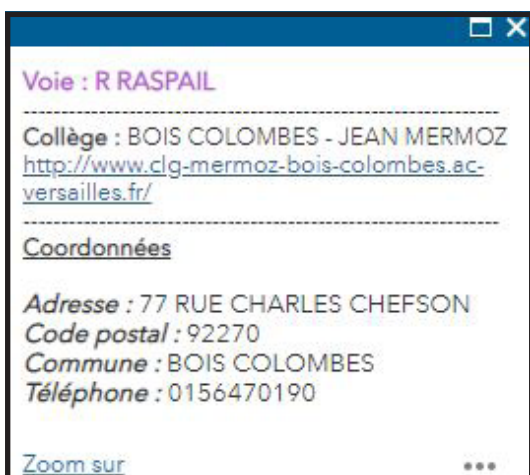 Voie : R RASPAIL
Collège : BOIS COLOMBES - JEAN MERMOZ
http://www.clg-mermoz-bois-colombes.ac-
versailles.fr/
Coordonnées
Adresse : 77 RUE CHARLES CHEFSON
Code postal : 92270
Commune : BOIS COLOMBES
Téléphone : 0156470190
Zoom sur